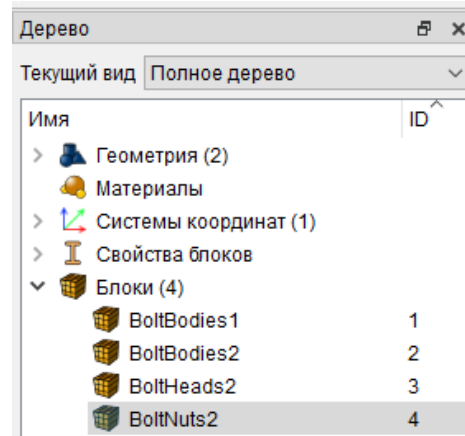 Дерево
Текущий вид Полное дерево
Имя ID
Геометрия (2)
Материалы
Системы координат (1)
Свойства блоков
Блоки (4)
BoltBodies1 1
BoltBodies2 2
BoltHeads2 3
BoltNuts2 4